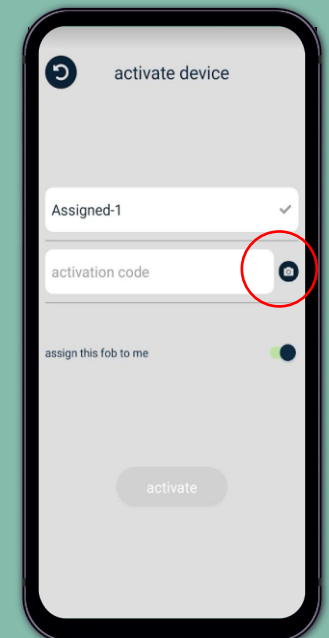 activate device
Assigned-1
activation code
assign this fob to me
activate